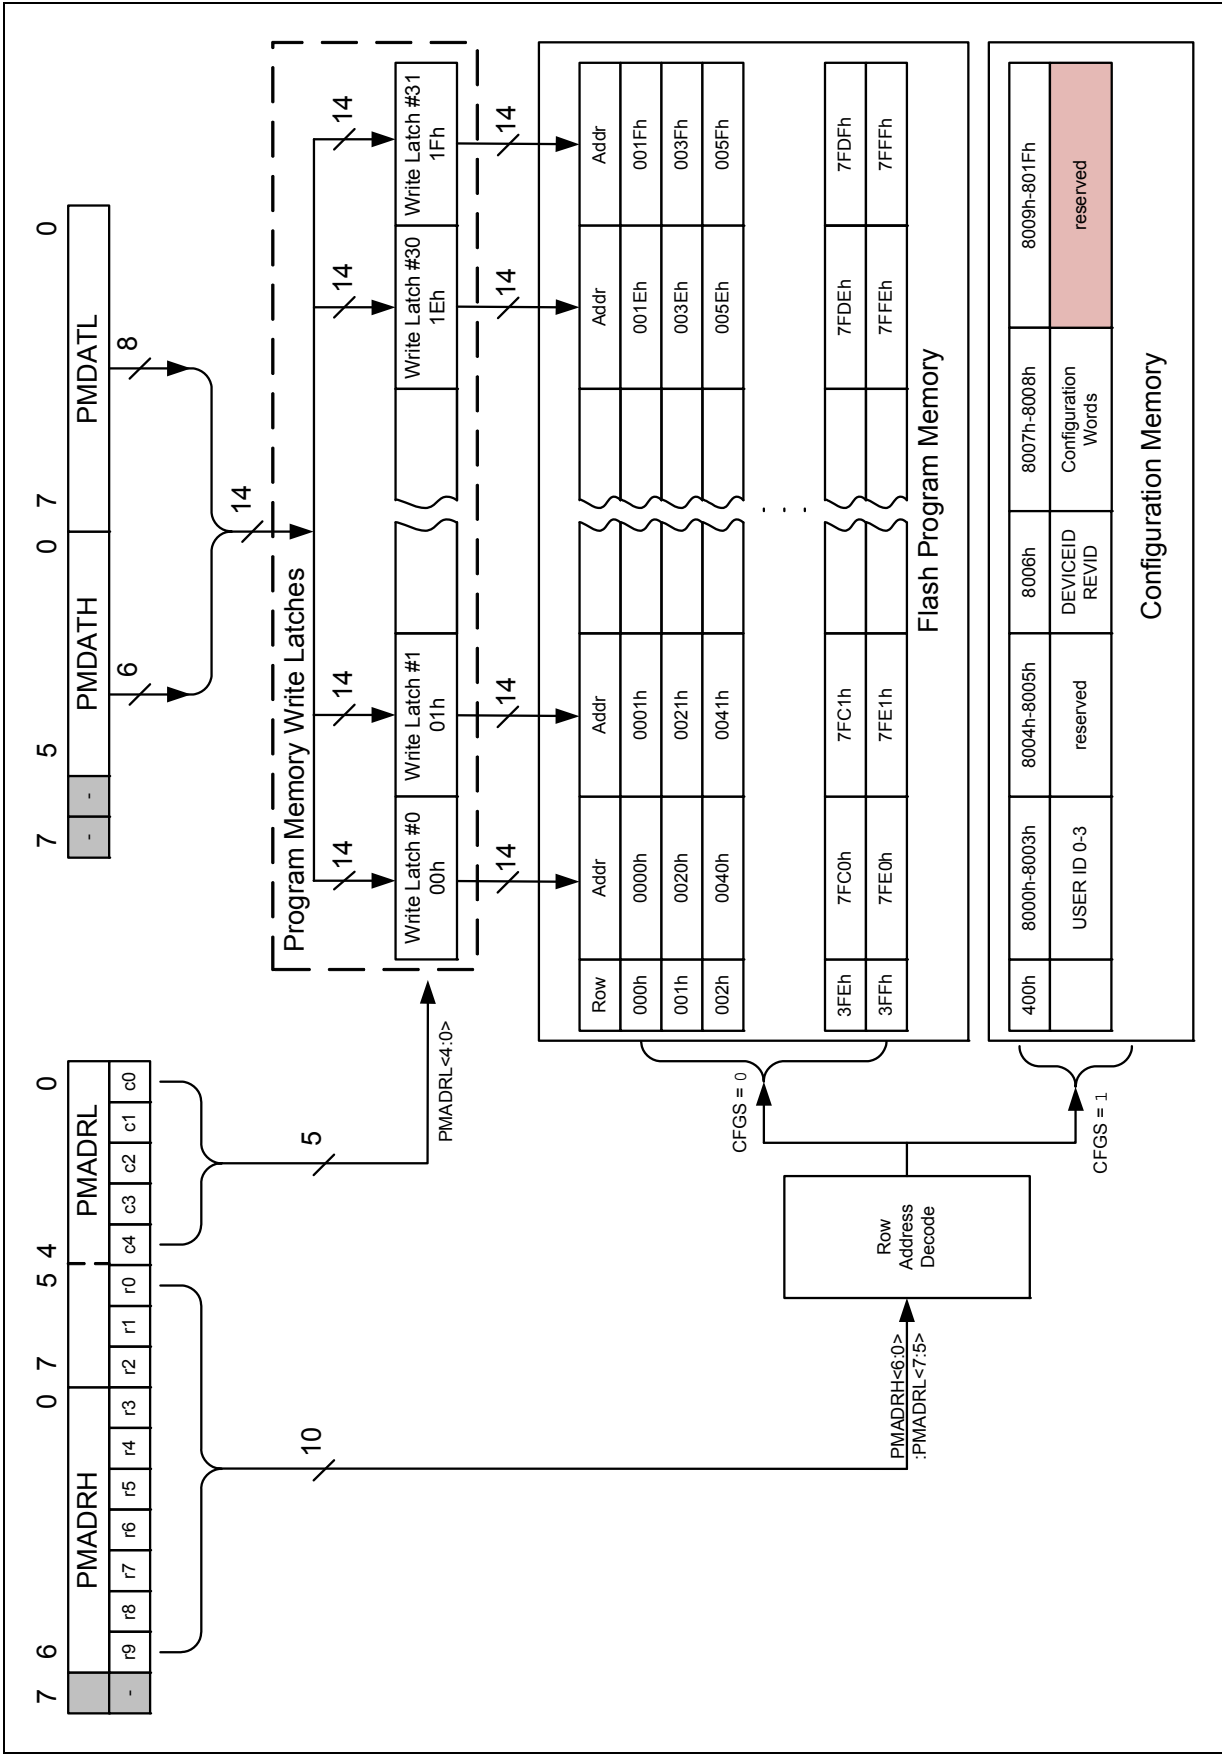 7 6 0 7 5 4 0
PMADRH PMADRL
- r9 r8 r7 r6 r5 r4 r3 r2 r1 r0 c4 c3 c2 c1 c0
10
5
PMADRL<4:0>
7 5 0 7 0
- - PMDATH PMDATL
6 8
14
Program Memory Write Latches
14 14 14 14
Write Latch #0
00h
Write Latch #1
01h
Write Latch #30
1Eh
Write Latch #31
1Fh
14 14 14 14
PMADRH<6:0>
:PMADRL<7:5>
Row
Address
Decode
CFGS = 0
CFGS = 1
Row Addr Addr Addr Addr
000h 0000h 0001h 001Eh 001Fh
001h 0020h 0021h 003Eh 003Fh
002h 0040h 0041h 005Eh 005Fh
. . .
3FEh 7FC0h 7FC1h 7FDEh 7FDFh
3FFh 7FE0h 7FE1h 7FFEh 7FFFh
Flash Program Memory
400h 8000h-8003h 8004h-8005h 8006h 8007h-8008h 8009h-801Fh
USER ID 0-3
reserved
DEVICEID
REVID
Configuration
Words
reserved
Configuration Memory